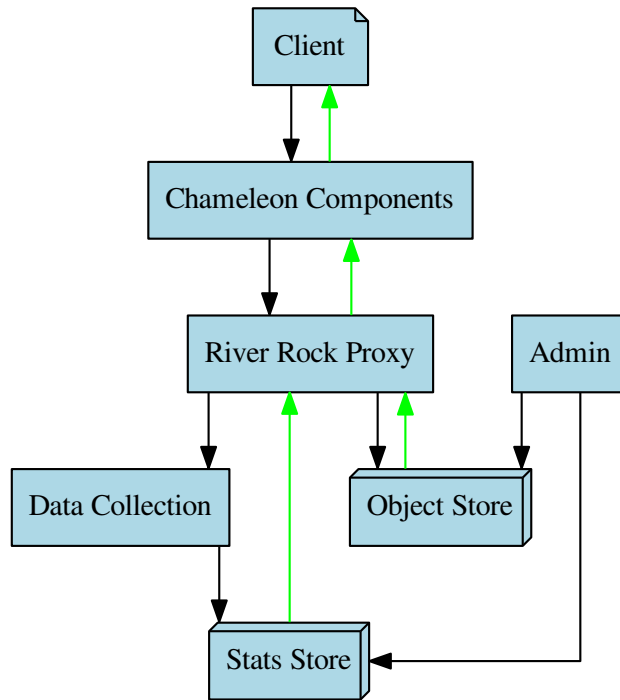 Client
Chameleon Components
River Rock Proxy
Admin
Data Collection
Object Store
Stats Store